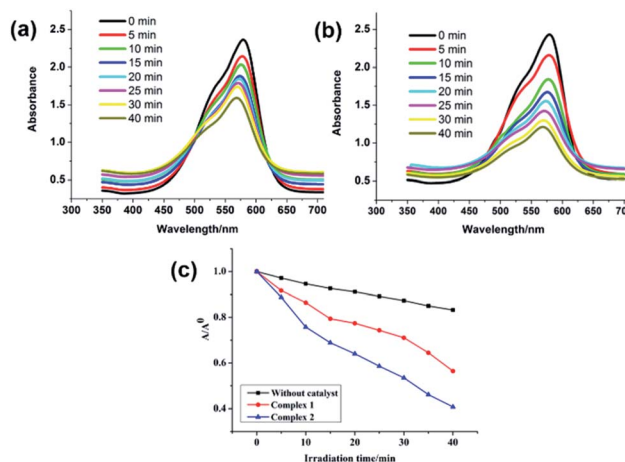 (a)
0 min
5 min
10 min
15 min
20 min
25 min
30 min
40 min
Absorbance
2.5
2.0
1.5
1.0
0.5
300 350 400 450 500 550 600 650 700
Wavelength/nm
(b)
0 min
5 min
10 min
15 min
20 min
25 min
30 min
40 min
Absorbance
2.5
2.0
1.5
1.0
0.5
300 350 400 450 500 550 600 650 700
Wavelength/nm
(c)
A/A⁰
1.0
0.8
0.6
0.4
Without catalyst
Complex 1
Complex 2
0 10 20 30 40
Irradiation time/min